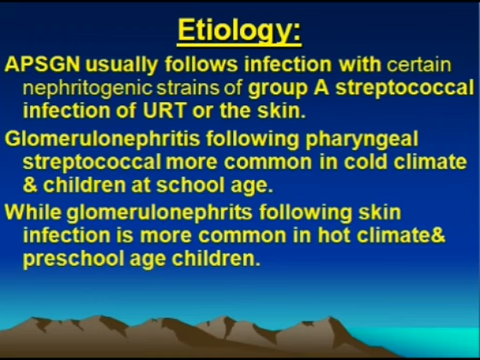 Etiology:
APSGN usually follows infection with certain
nephritogenic strains of group A streptococcal
infection of URT or the skin.
Glomerulonephritis following pharyngeal
streptococcal more common in cold climate
& children at school age.
While glomerulonephrits following skin
infection is more common in hot climate&
preschool age children.